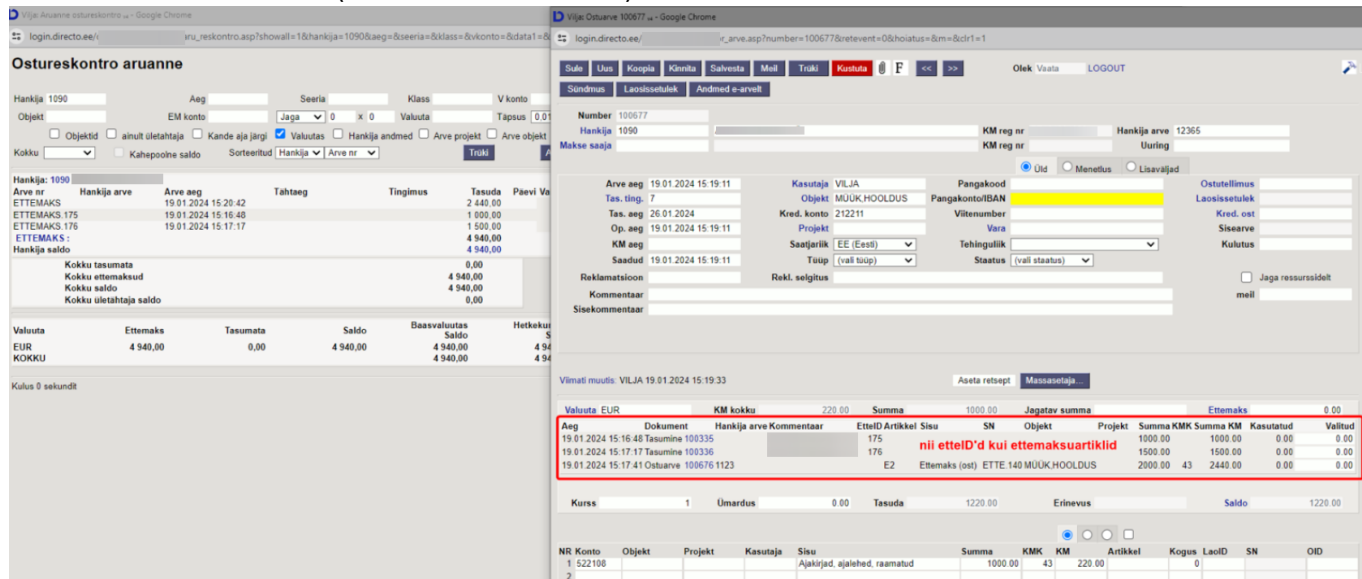 Vilja: Aruanne ostureskontro - Google Chrome
login.directo.ee/ aru_reskontro.asp?showall=1&hankija=1090&aeg=&seeria=&klass=&vkonto=&data1=&
Ostureskontro aruanne
Hankija 1090 Aeg Seeria Klass V konto
Objekt EM konto Jaga 0 x 0 Valuuta Täpsus 0.01
Objektid ainult ületähtaja Kande aja järgi Valuutas Hankija andmed Arve projekt Arve objekt
Kokku Kahepoolne saldo Sorteeritud Hankija Arve nr Trüki
Hankija: 1090
Arve nr Hankija arve Arve aeg Tähtaeg Tingimus Tasuda Päevi Va
ETTEMAKS 19.01.2024 15:20:42 2 440,00
ETTEMAKS.175 19.01.2024 15:16:48 1 000,00
ETTEMAKS.176 19.01.2024 15:17:17 1 500,00
ETTEMAKS : 4 940,00
Hankija saldo 4 940,00
Kokku tasumata 0,00
Kokku ettemaksud 4 940,00
Kokku saldo 4 940,00
Kokku ületähtaja saldo 0,00
Valuuta Ettemaks Tasumata Saldo Baasvaluutas Saldo Hetkekur S
EUR 4 940,00 0,00 4 940,00 4 940,00 4 94
KOKKU 4 940,00 4 94
Kulus 0 sekundit
Vilja: Ostuarve 100677 - Google Chrome
login.directo.ee/ r_arve.asp?number=100677&retevent=0&hoiatus=&m=&clr1=1
Sule Uus Koopia Kinnita Salvesta Meil Trüki Kustuta F << >> Olek Vaata LOGOUT
Sündmus Laosissetulek Andmed e-arvelt
Number 100677
Hankija 1090 KM reg nr Hankija arve 12365
Makse saaja KM reg nr Uuring
Üld Menetlus Lisaväljad
Arve aeg 19.01.2024 15:19:11 Kasutaja VILJA Pangakood Ostutellimus
Tas. ting. 7 Objekt MÜÜK,HOOLDUS Pangakonto/IBAN Laosissetulek
Tas. aeg 26.01.2024 Kred. konto 212211 Viitenumber Kred. ost
Op. aeg 19.01.2024 15:19:11 Projekt Vara Sisearve
KM aeg Saatjariik EE (Eesti) Tehinguliik Kulutus
Saadud 19.01.2024 15:19:11 Tüüp (vali tüüp) Staatus (vali staatus)
Reklamatsioon Rekl. selgitus Jaga ressurssidelt
Kommentaar meil
Sisekommentaar
Viimati muutis: VILJA 19.01.2024 15:19:33 Aseta retsept Massasetaja...
Valuuta EUR KM kokku 220.00 Summa 1000.00 Jagatav summa Ettemaks 0.00
Aeg Dokument Hankija arve Kommentaar EtteID Artikkel Sisu SN Objekt Projekt Summa KMK Summa KM Kasutatud Valitud
19.01.2024 15:16:48 Tasumine 100335 175 1000.00 1000.00 0.00 0.00
nii etteID'd kui ettemaksuartiklid
19.01.2024 15:17:17 Tasumine 100336 176 1500.00 1500.00 0.00 0.00
19.01.2024 15:17:41 Ostuarve 100676 1123 E2 Ettemaks (ost) ETTE.140 MÜÜK,HOOLDUS 2000.00 43 2440.00 0.00 0.00
Kurss 1 Ümardus 0.00 Tasuda 1220.00 Erinevus Saldo 1220.00
NR Konto Objekt Projekt Kasutaja Sisu Summa KMK KM Artikkel Kogus LaoID SN OID
1 522108 Ajakirjad, ajalehed, raamatud 1000.00 43 220.00 0
2